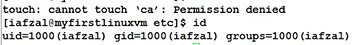 touch: cannot touch ‘ca’: Permission denied
[iafzal@myfirstlinuxvm etc]$ id
uid=1000(iafzal) gid=1000(iafzal) groups=1000(iafzal)